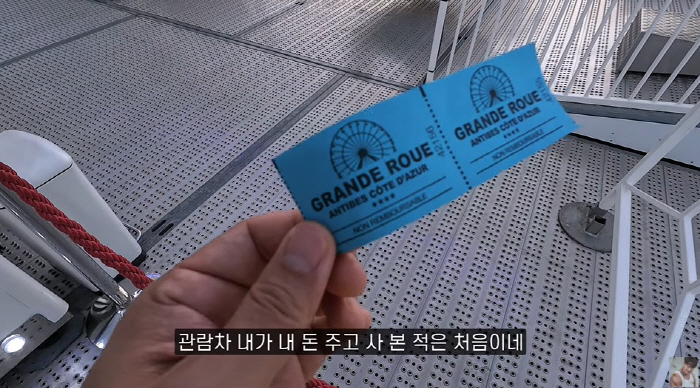 GRANDE ROUE
ANTIBES CÔTE D'AZUR
NON REMBOURSABLE
GRANDE ROUE
ANTIBES CÔTE D'AZUR
NON REMBOURSABLE
관람차 내가 내 돈 주고 사 본 적은 처음이네